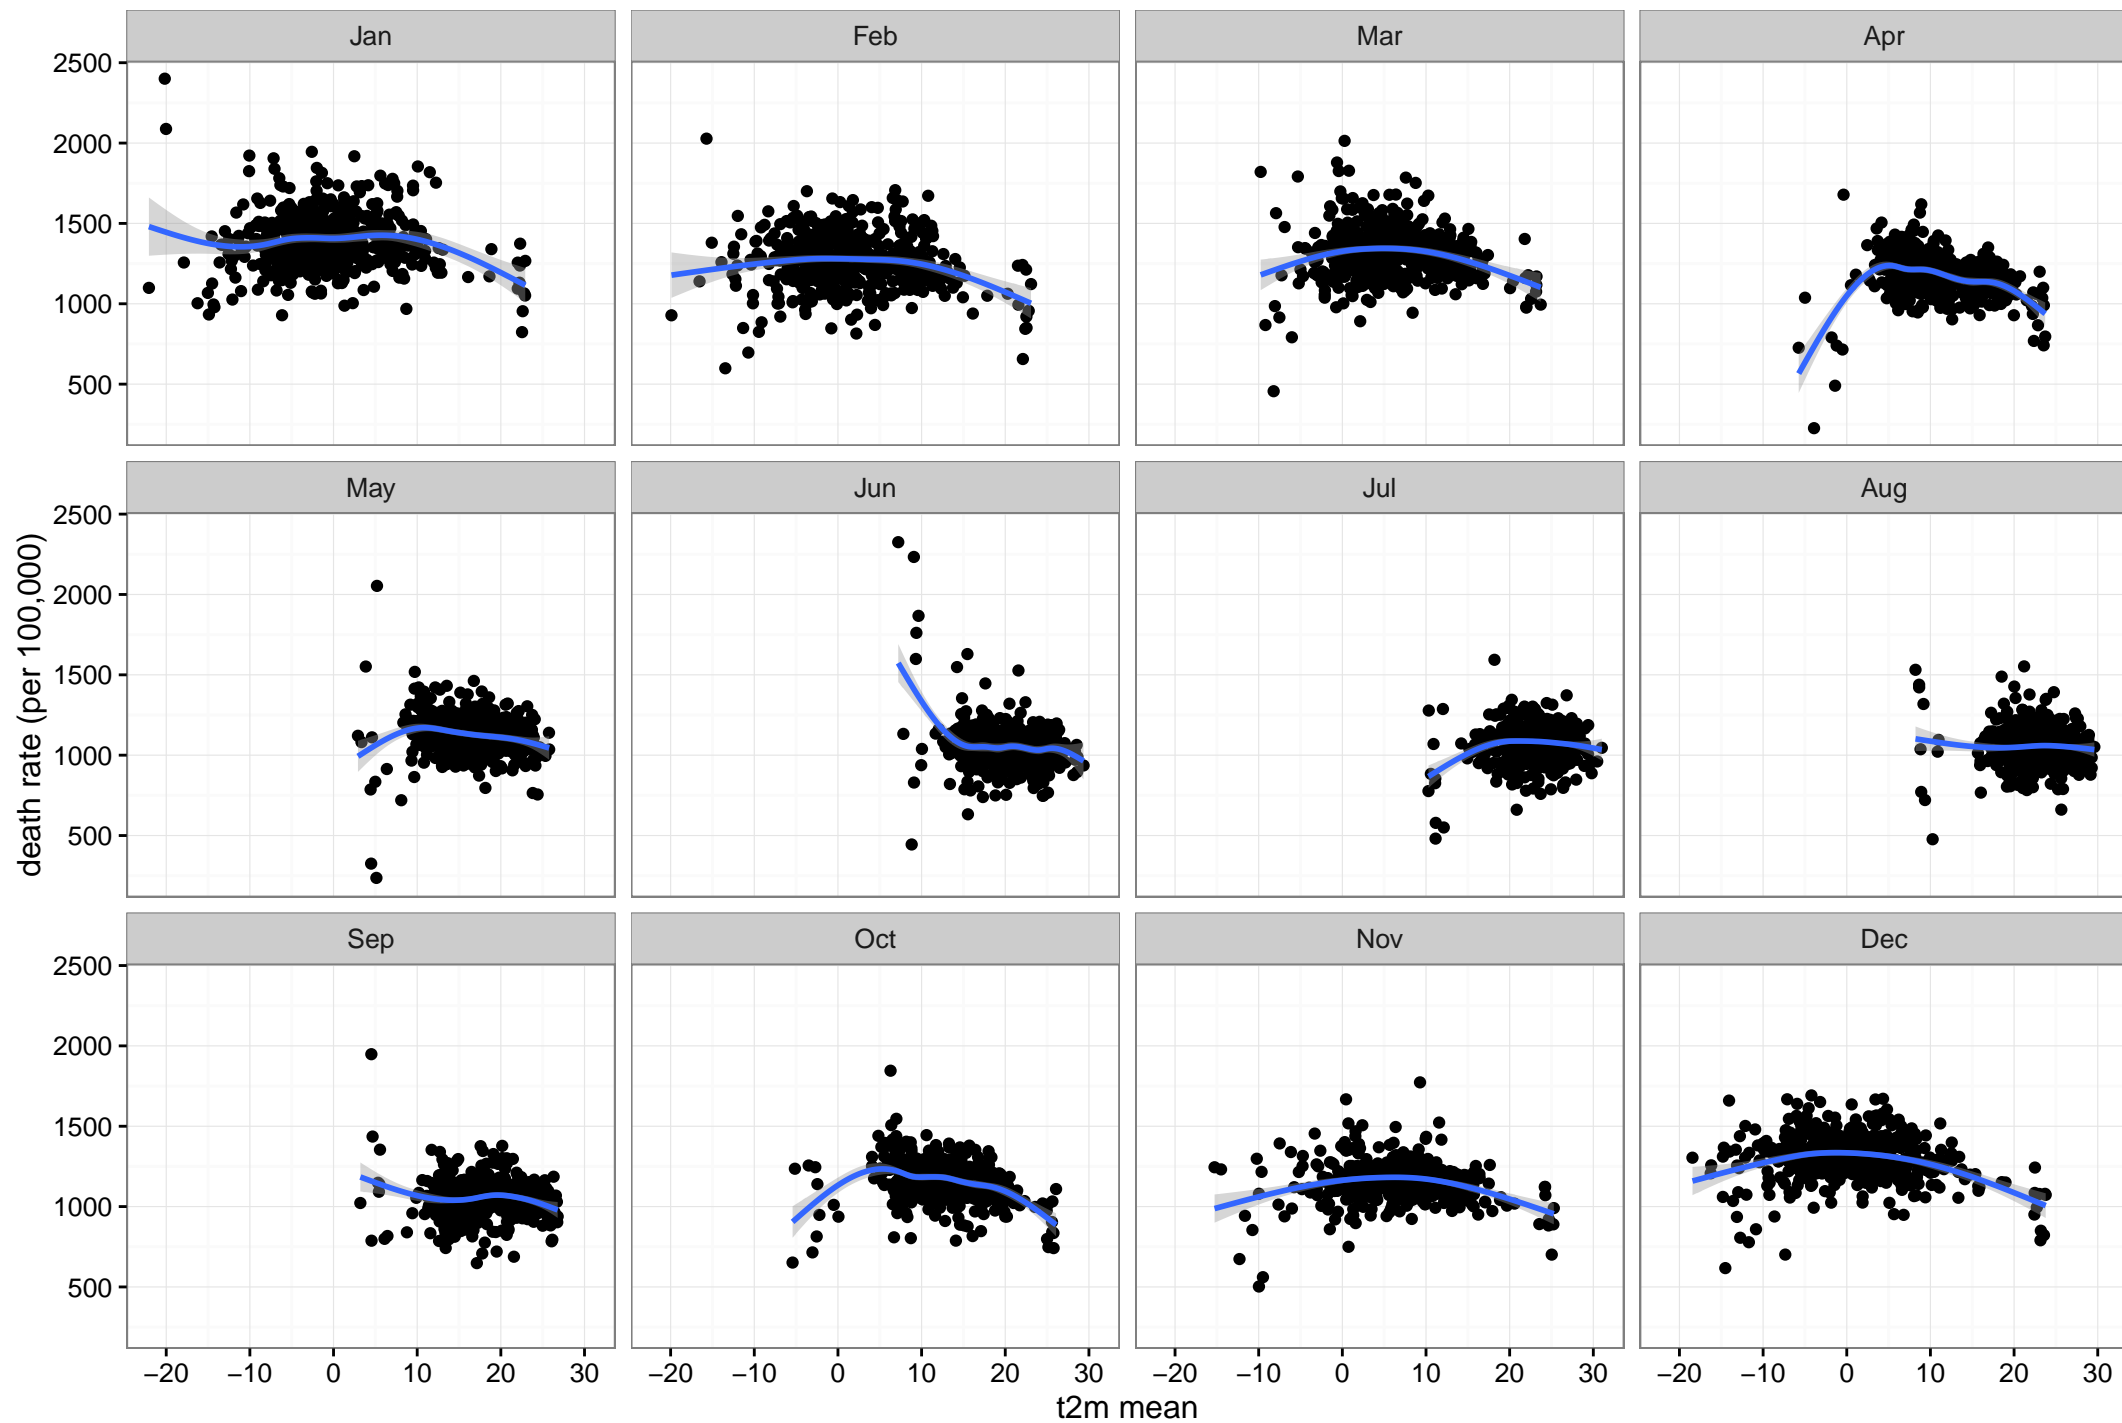 Jan Feb Mar Apr
2500
2000
1500
1000
500
May Jun Jul Aug
2500
2000
1500
1000
500
Sep Oct Nov Dec
2500
2000
1500
1000
500
−20 −10 0 10 20 30 −20 −10 0 10 20 30 −20 −10 0 10 20 30 −20 −10 0 10 20 30
t2m mean
death rate (per 100,000)